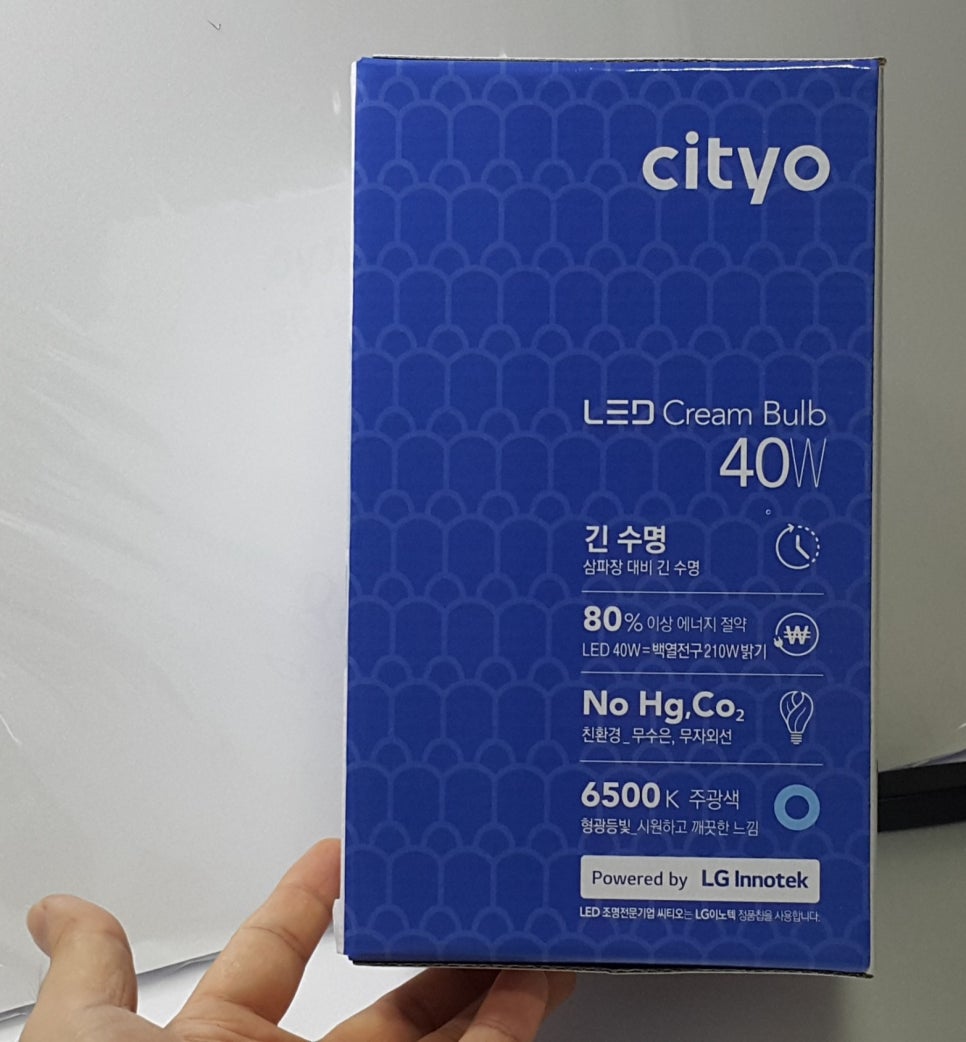 cityo
LED Cream Bulb
40W
긴 수명
삼파장 대비 긴 수명
80% 이상 에너지 절약
LED 40W=백열전구210W밝기
₩
No Hg,Co₂
친환경_무수은, 무자외선
6500K 주광색
형광등빛_시원하고 깨끗한 느낌
Powered by LG Innotek
LED 조명전문기업 씨티오는 LG이노텍 정품칩을 사용합니다.